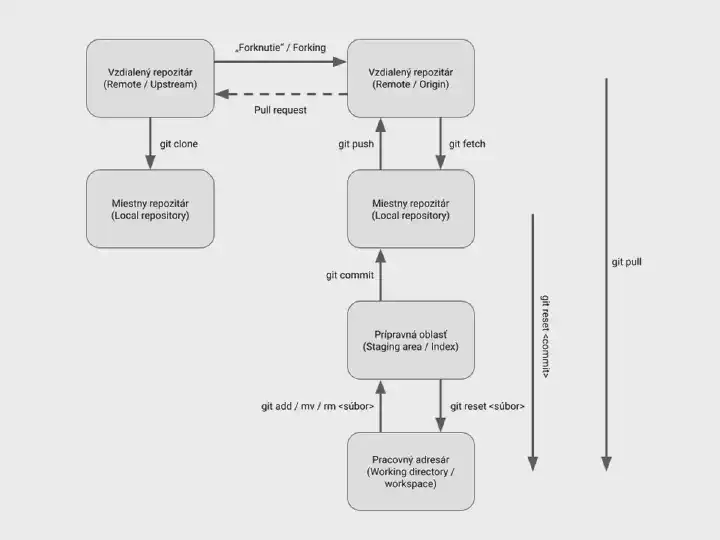 „Forknutie“ / Forking
Vzdialený repozitár
(Remote / Upstream)
Vzdialený repozitár
(Remote / Origin)
Pull request
git clone
git push
git fetch
Miestny repozitár
(Local repository)
Miestny repozitár
(Local repository)
git pull
git commit
git reset <commit>
Prípravná oblasť
(Staging area / Index)
git add / mv / rm <súbor>
git reset <súbor>
Pracovný adresár
(Working directory /
workspace)